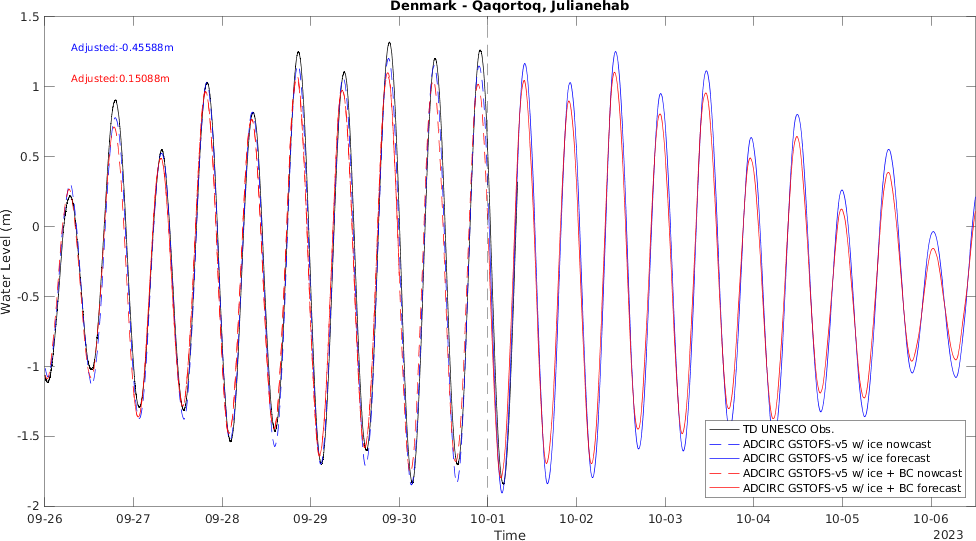 Denmark - Qaqortoq, Julianehab
Adjusted:-0.45588m
Adjusted:0.15088m
Water Level (m)
1.5
1
0.5
0
-0.5
-1
-1.5
-2
TD UNESCO Obs.
ADCIRC GSTOFS-v5 w/ ice nowcast
ADCIRC GSTOFS-v5 w/ ice forecast
ADCIRC GSTOFS-v5 w/ ice + BC nowcast
ADCIRC GSTOFS-v5 w/ ice + BC forecast
09-26 09-27 09-28 09-29 09-30 10-01 10-02 10-03 10-04 10-05 10-06
Time
2023